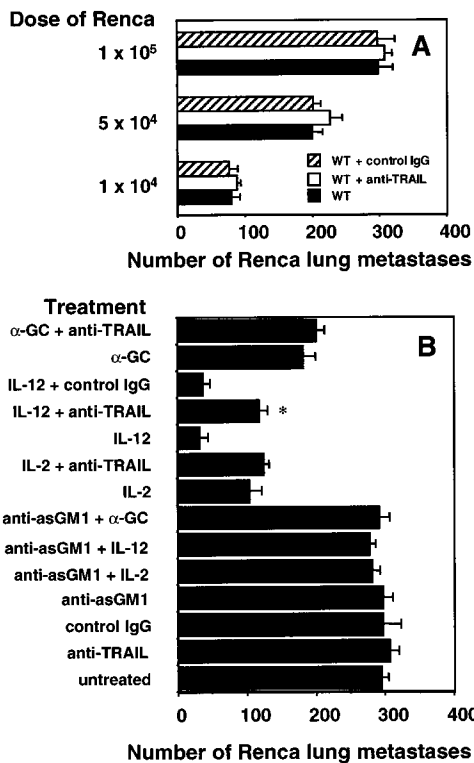 Dose of Renca
A
1 x 10⁵
5 x 10⁴
1 x 10⁴
WT + control IgG
WT + anti-TRAIL
WT
0 100 200 300 400
Number of Renca lung metastases
Treatment
B
α-GC + anti-TRAIL
α-GC
IL-12 + control IgG
IL-12 + anti-TRAIL *
IL-12
IL-2 + anti-TRAIL
IL-2
anti-asGM1 + α-GC
anti-asGM1 + IL-12
anti-asGM1 + IL-2
anti-asGM1
control IgG
anti-TRAIL
untreated
0 100 200 300 400
Number of Renca lung metastases